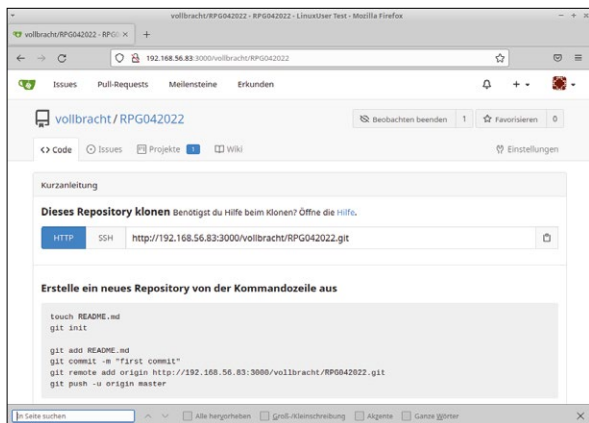 vollbracht/RPG042022 - RPG042022 - LinuxUser Test - Mozilla Firefox
vollbracht/RPG042022 - RPG
192.168.56.83:3000/vollbracht/RPG042022
Issues Pull-Requests Meilensteine Erkunden
vollbracht/RPG042022
Beobachten beenden 1 Favorisieren 0
Code Issues Projekte 1 Wiki Einstellungen
Kurzanleitung
Dieses Repository klonen Benötigst du Hilfe beim Klonen? Öffne die Hilfe.
HTTP SSH http://192.168.56.83:3000/vollbracht/RPG042022.git
Erstelle ein neues Repository von der Kommandozeile aus
touch README.md
git init
git add README.md
git commit -m "first commit"
git remote add origin http://192.168.56.83:3000/vollbracht/RPG042022.git
git push -u origin master
In Seite suchen Alle hervorheben Groß-/Kleinschreibung Akzente Ganze Wörter